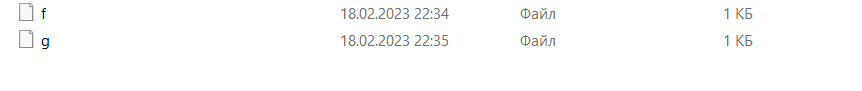 f 18.02.2023 22:34 Файл 1 КБ
g 18.02.2023 22:35 Файл 1 КБ